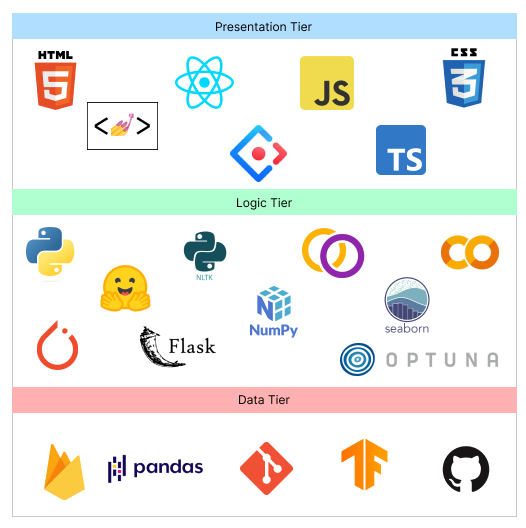 Presentation Tier
HTML
5
JS
CSS
3
< >
TS
Logic Tier
NLTK
NumPy
seaborn
Flask
OPTUNA
Data Tier
pandas